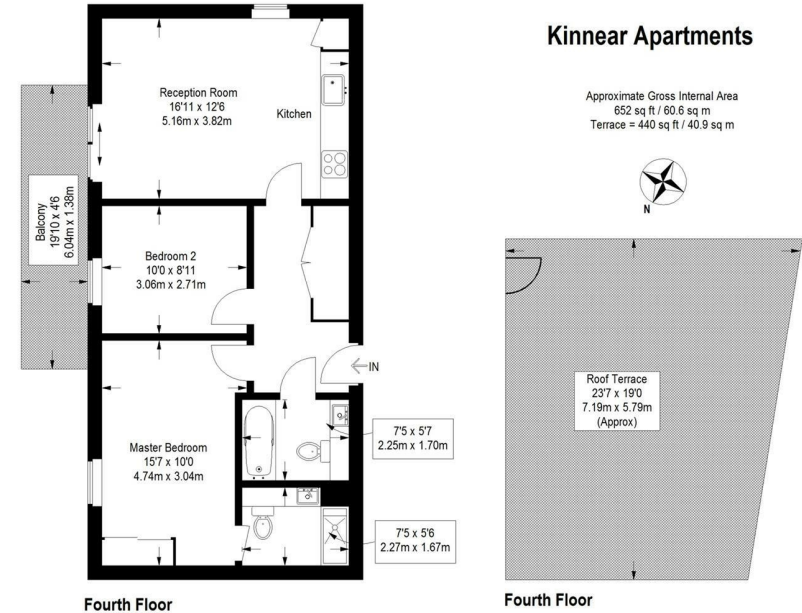 Kinnear Apartments
Approximate Gross Internal Area
652 sq ft / 60.6 sq m
Terrace = 440 sq ft / 40.9 sq m
N
Reception Room
16'11 x 12'6
5.16m x 3.82m
Kitchen
Balcony
19'10 x 4'6
6.04m x 1.38m
Bedroom 2
10'0 x 8'11
3.06m x 2.71m
IN
Master Bedroom
15'7 x 10'0
4.74m x 3.04m
7'5 x 5'7
2.25m x 1.70m
7'5 x 5'6
2.27m x 1.67m
Fourth Floor
Roof Terrace
23'7 x 19'0
7.19m x 5.79m
(Approx)
Fourth Floor